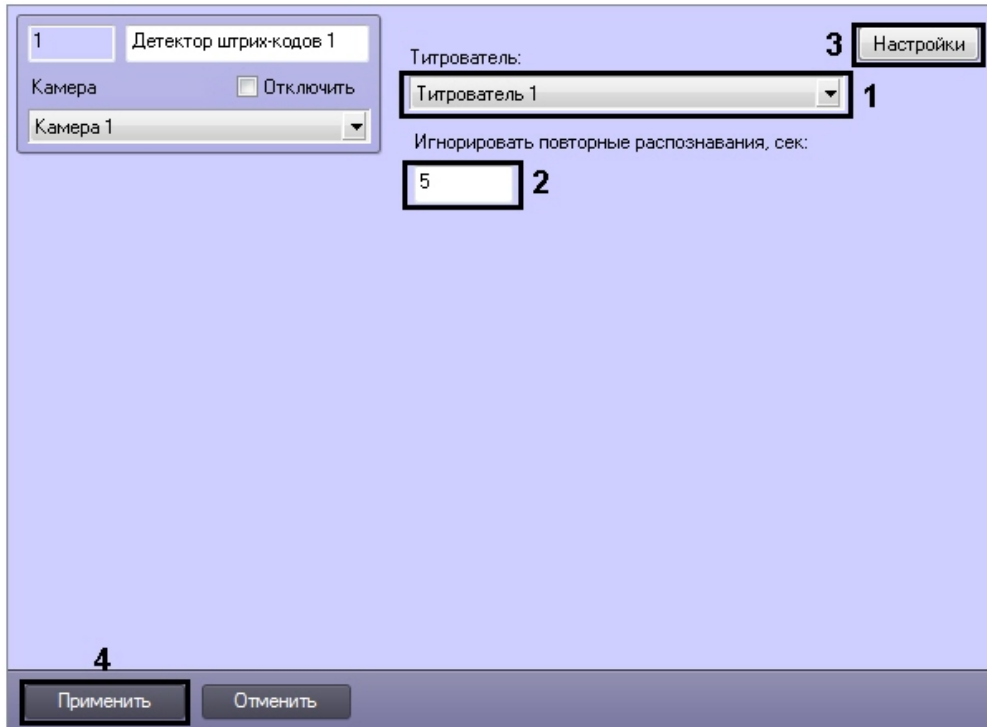 1
Детектор штрих-кодов 1
Камера
Отключить
Камера 1
Титрователь:
Титрователь 1
1
3
Настройки
Игнорировать повторные распознавания, сек:
5
2
4
Применить
Отменить